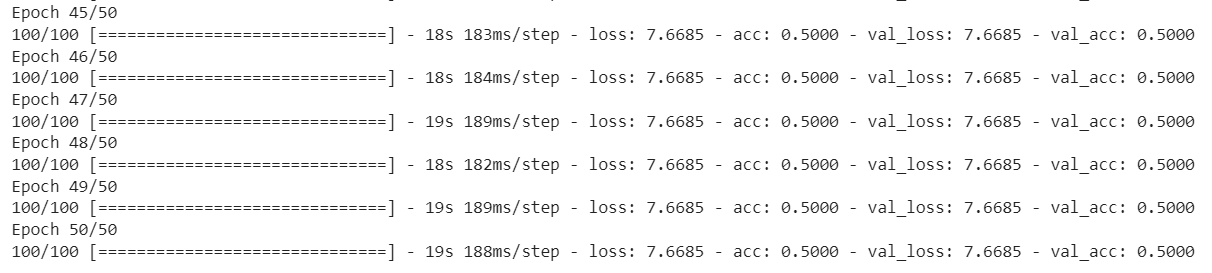 Epoch 45/50
100/100 [==============================] - 18s 183ms/step - loss: 7.6685 - acc: 0.5000 - val_loss: 7.6685 - val_acc: 0.5000
Epoch 46/50
100/100 [==============================] - 18s 184ms/step - loss: 7.6685 - acc: 0.5000 - val_loss: 7.6685 - val_acc: 0.5000
Epoch 47/50
100/100 [==============================] - 19s 189ms/step - loss: 7.6685 - acc: 0.5000 - val_loss: 7.6685 - val_acc: 0.5000
Epoch 48/50
100/100 [==============================] - 18s 182ms/step - loss: 7.6685 - acc: 0.5000 - val_loss: 7.6685 - val_acc: 0.5000
Epoch 49/50
100/100 [==============================] - 19s 189ms/step - loss: 7.6685 - acc: 0.5000 - val_loss: 7.6685 - val_acc: 0.5000
Epoch 50/50
100/100 [==============================] - 19s 188ms/step - loss: 7.6685 - acc: 0.5000 - val_loss: 7.6685 - val_acc: 0.5000